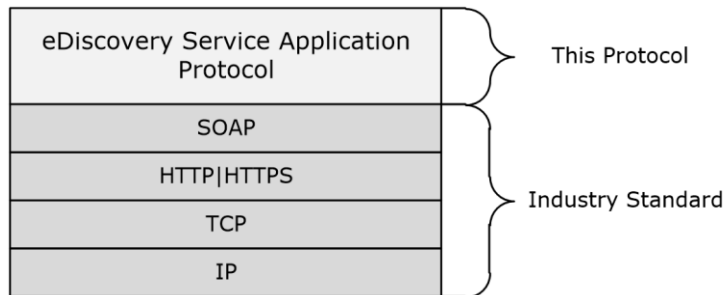 eDiscovery Service Application
Protocol
This Protocol
SOAP
HTTP|HTTPS
TCP
IP
Industry Standard